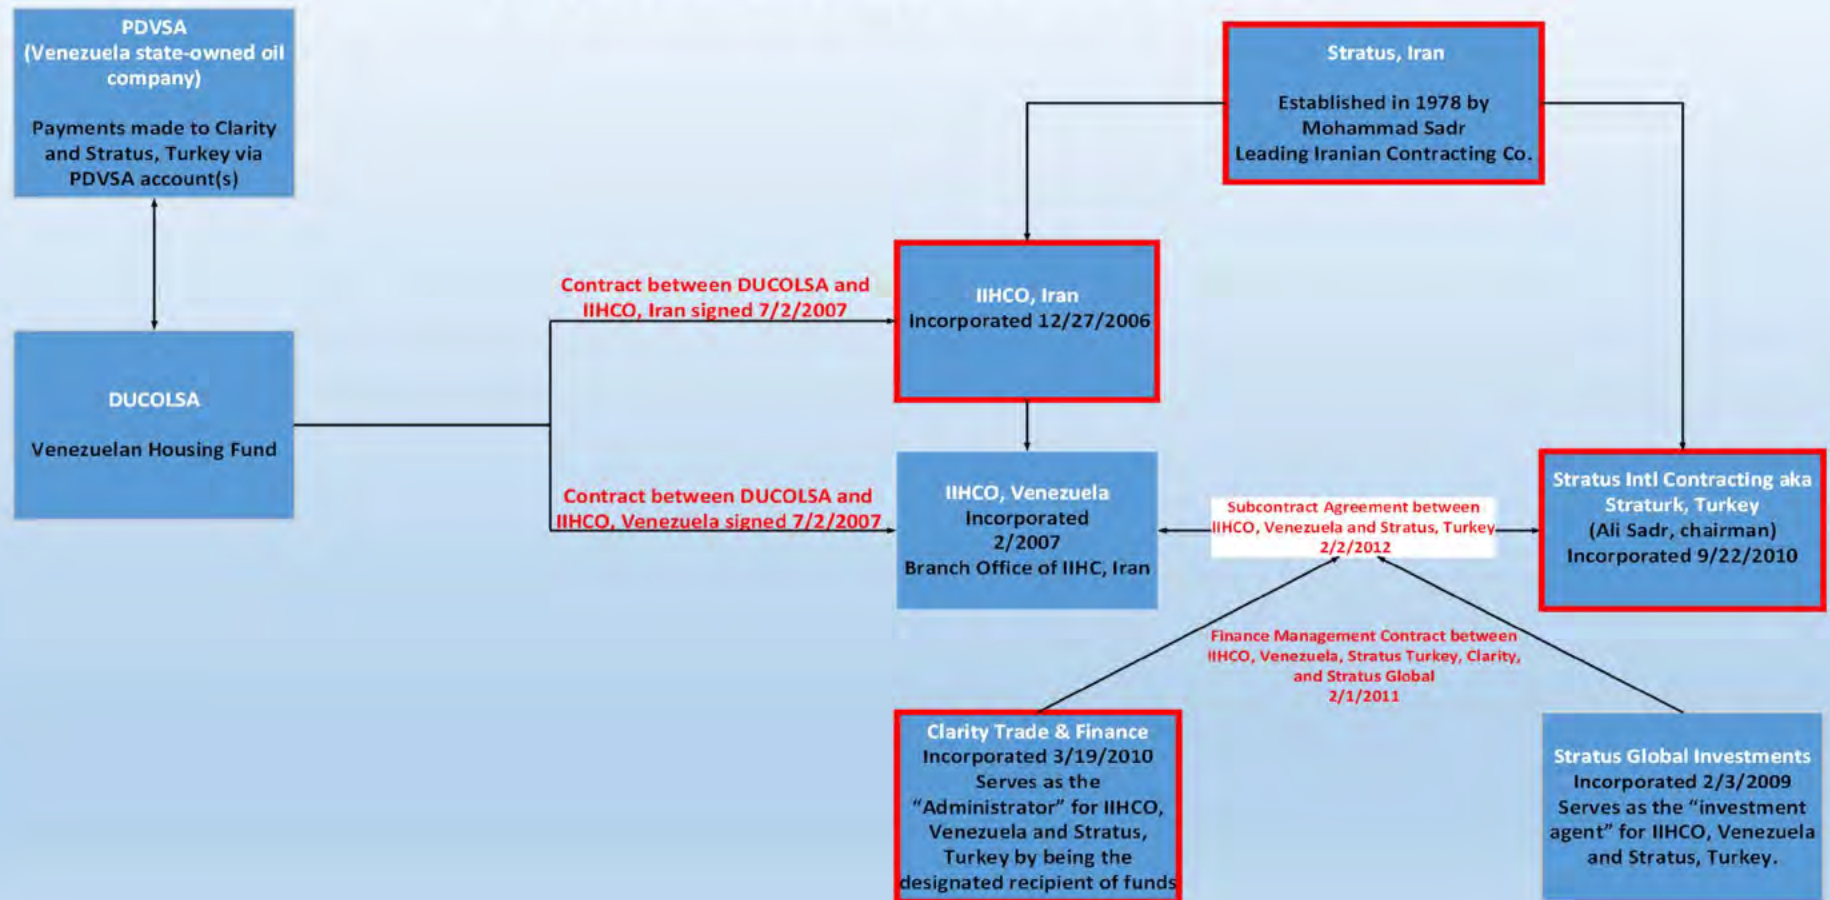 PDVSA
(Venezuela state-owned oil
company)
Payments made to Clarity
and Stratus, Turkey via
PDVSA account(s)
Stratus, Iran
Established in 1978 by
Mohammad Sadr
Leading Iranian Contracting Co.
Contract between DUCOLSA and
IIHCO, Iran signed 7/2/2007
IIHCO, Iran
Incorporated 12/27/2006
DUCOLSA
Venezuelan Housing Fund
Contract between DUCOLSA and
IIHCO, Venezuela signed 7/2/2007
IIHCO, Venezuela
Incorporated
2/2007
Branch Office of IIHC, Iran
Subcontract Agreement between
IIHCO, Venezuela and Stratus, Turkey
2/2/2012
Stratus Intl Contracting aka
Straturk, Turkey
(Ali Sadr, chairman)
Incorporated 9/22/2010
Finance Management Contract between
IIHCO, Venezuela, Stratus Turkey, Clarity,
and Stratus Global
2/1/2011
Clarity Trade & Finance
Incorporated 3/19/2010
Serves as the
“Administrator” for IIHCO,
Venezuela and Stratus,
Turkey by being the
designated recipient of funds
Stratus Global Investments
Incorporated 2/3/2009
Serves as the “investment
agent” for IIHCO, Venezuela
and Stratus, Turkey.